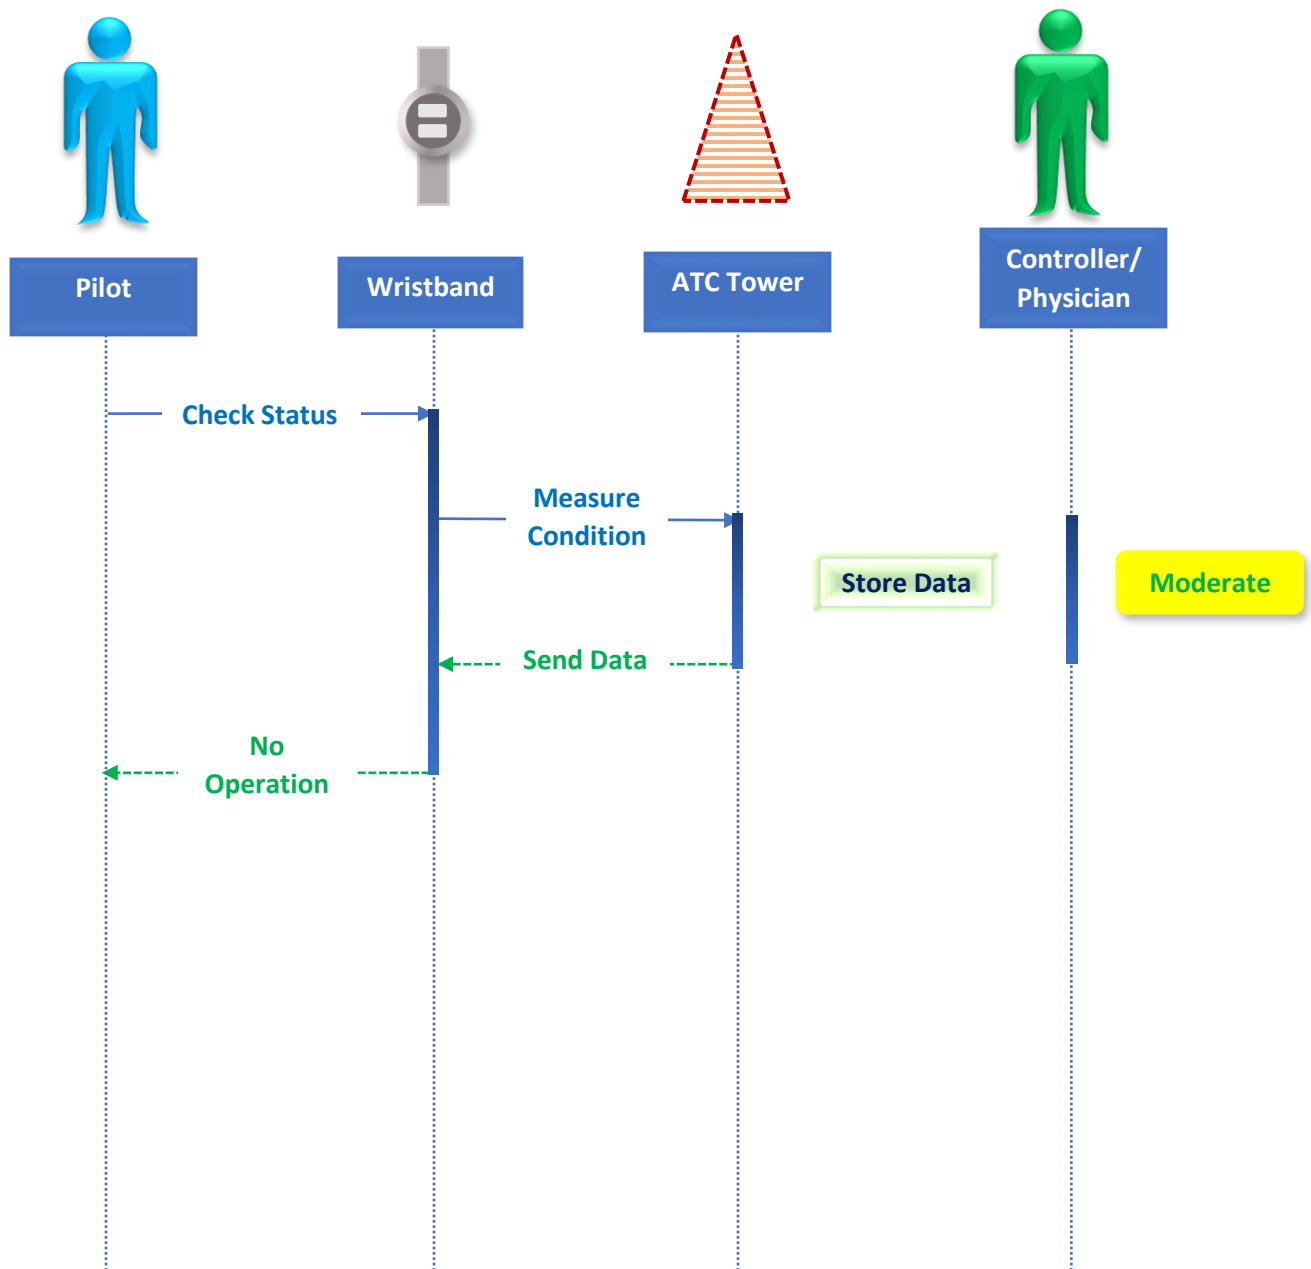 Pilot
Wristband
ATC Tower
Controller/
Physician
Check Status
Measure
Condition
Store Data
Moderate
Send Data
No
Operation